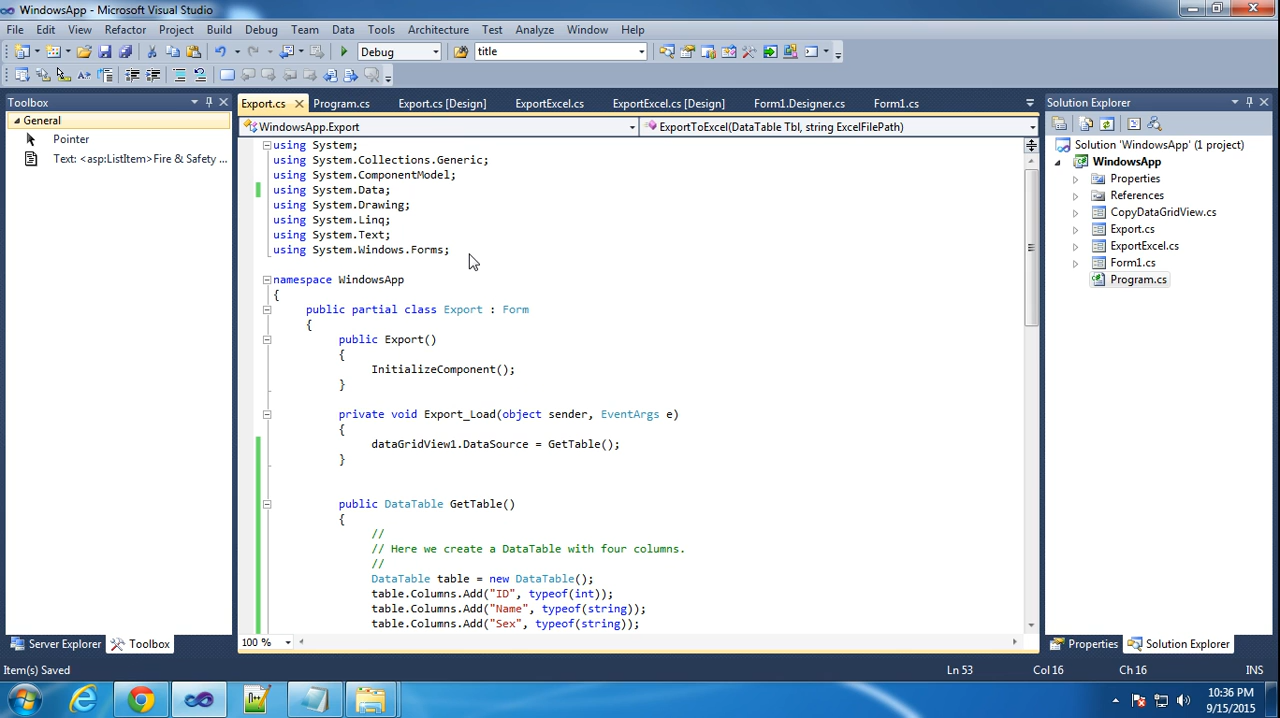 WindowsApp - Microsoft Visual Studio
File Edit View Refactor Project Build Debug Team Data Tools Architecture Test Analyze Window Help
Debug title
Toolbox
General
Pointer
Text: <asp:ListItem>Fire & Safety ...
Server Explorer Toolbox
Export.cs Program.cs Export.cs [Design] ExportExcel.cs ExportExcel.cs [Design] Form1.Designer.cs Form1.cs
WindowsApp.Export ExportToExcel(DataTable Tbl, string ExcelFilePath)
using System;
using System.Collections.Generic;
using System.ComponentModel;
using System.Data;
using System.Drawing;
using System.Linq;
using System.Text;
using System.Windows.Forms;
namespace WindowsApp
{
public partial class Export : Form
{
public Export()
{
InitializeComponent();
}
private void Export_Load(object sender, EventArgs e)
{
dataGridView1.DataSource = GetTable();
}
public DataTable GetTable()
{
//
// Here we create a DataTable with four columns.
//
DataTable table = new DataTable();
table.Columns.Add("ID", typeof(int));
table.Columns.Add("Name", typeof(string));
table.Columns.Add("Sex", typeof(string));
100 %
Solution Explorer
Solution 'WindowsApp' (1 project)
WindowsApp
Properties
References
CopyDataGridView.cs
Export.cs
ExportExcel.cs
Form1.cs
Program.cs
Properties Solution Explorer
Item(s) Saved Ln 53 Col 16 Ch 16 INS
10:36 PM
9/15/2015